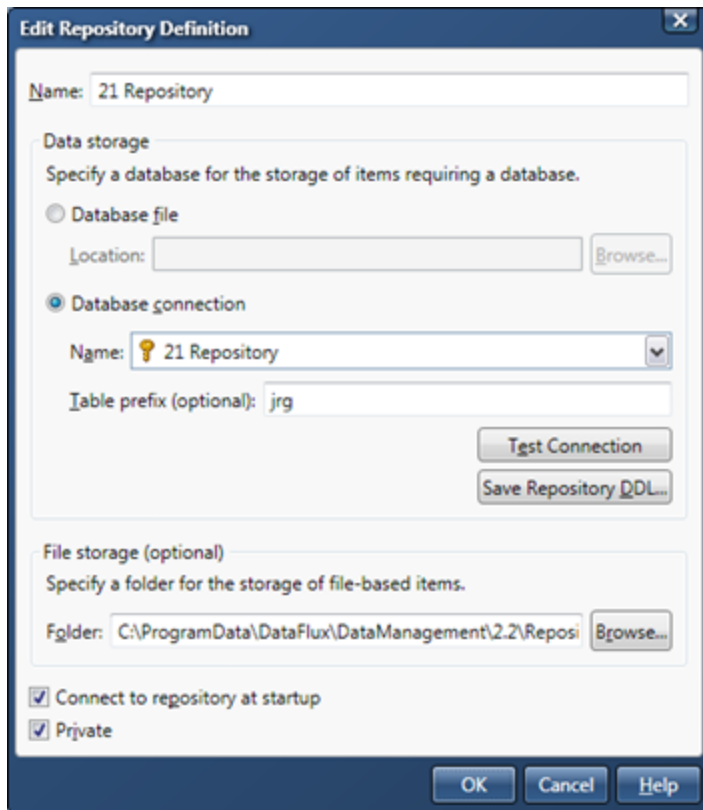 Edit Repository Definition
Name: 21 Repository
Data storage
Specify a database for the storage of items requiring a database.
Database file
Location: Browse...
Database connection
Name: 21 Repository
Table prefix (optional): jrg
Test Connection
Save Repository DDL...
File storage (optional)
Specify a folder for the storage of file-based items.
Folder: C:\ProgramData\DataFlux\DataManagement\2.2\Reposi Browse...
Connect to repository at startup
Private
OK Cancel Help